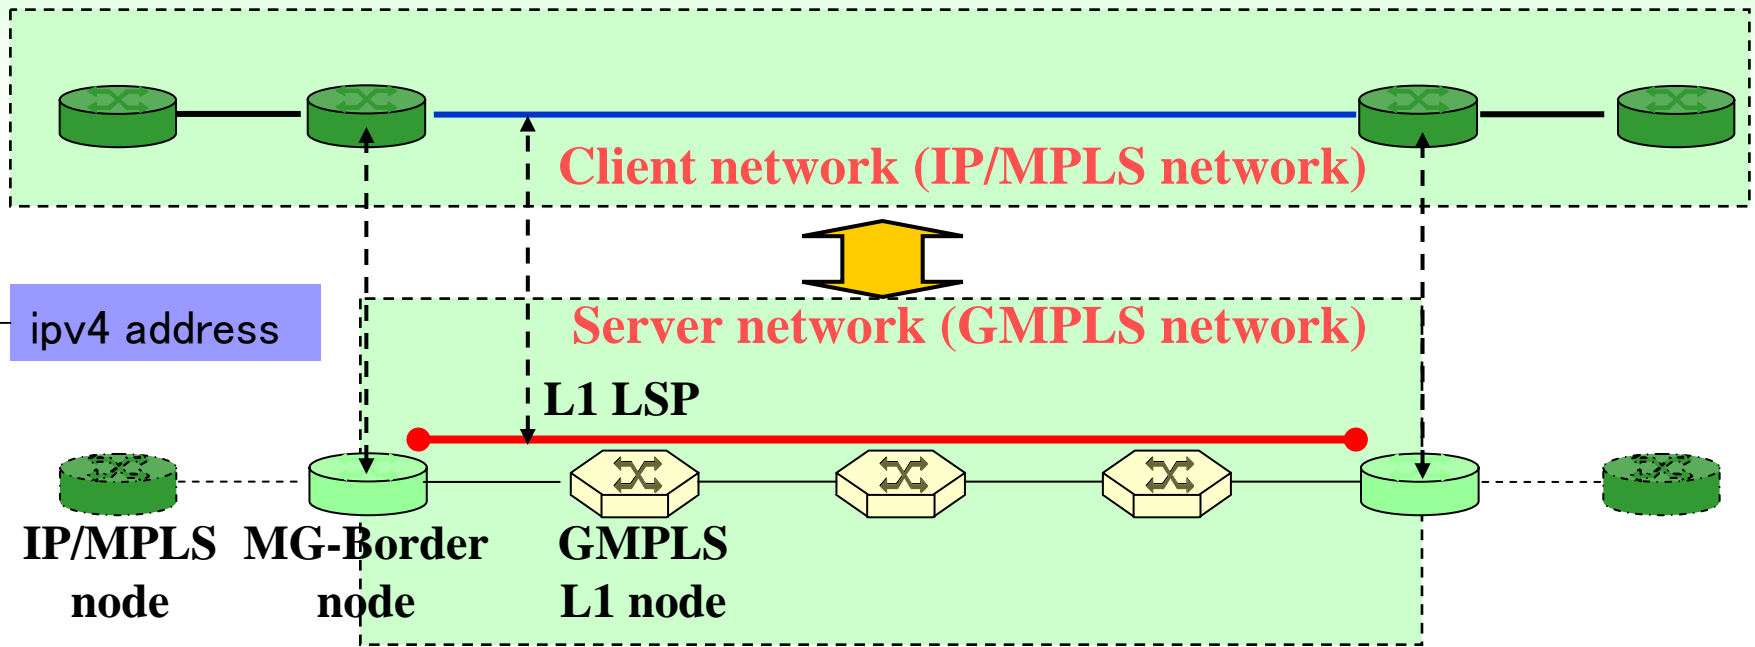 Client network (IP/MPLS network)
ipv4 address
Server network (GMPLS network)
L1 LSP
IP/MPLS
node
MG-Border
node
GMPLS
L1 node